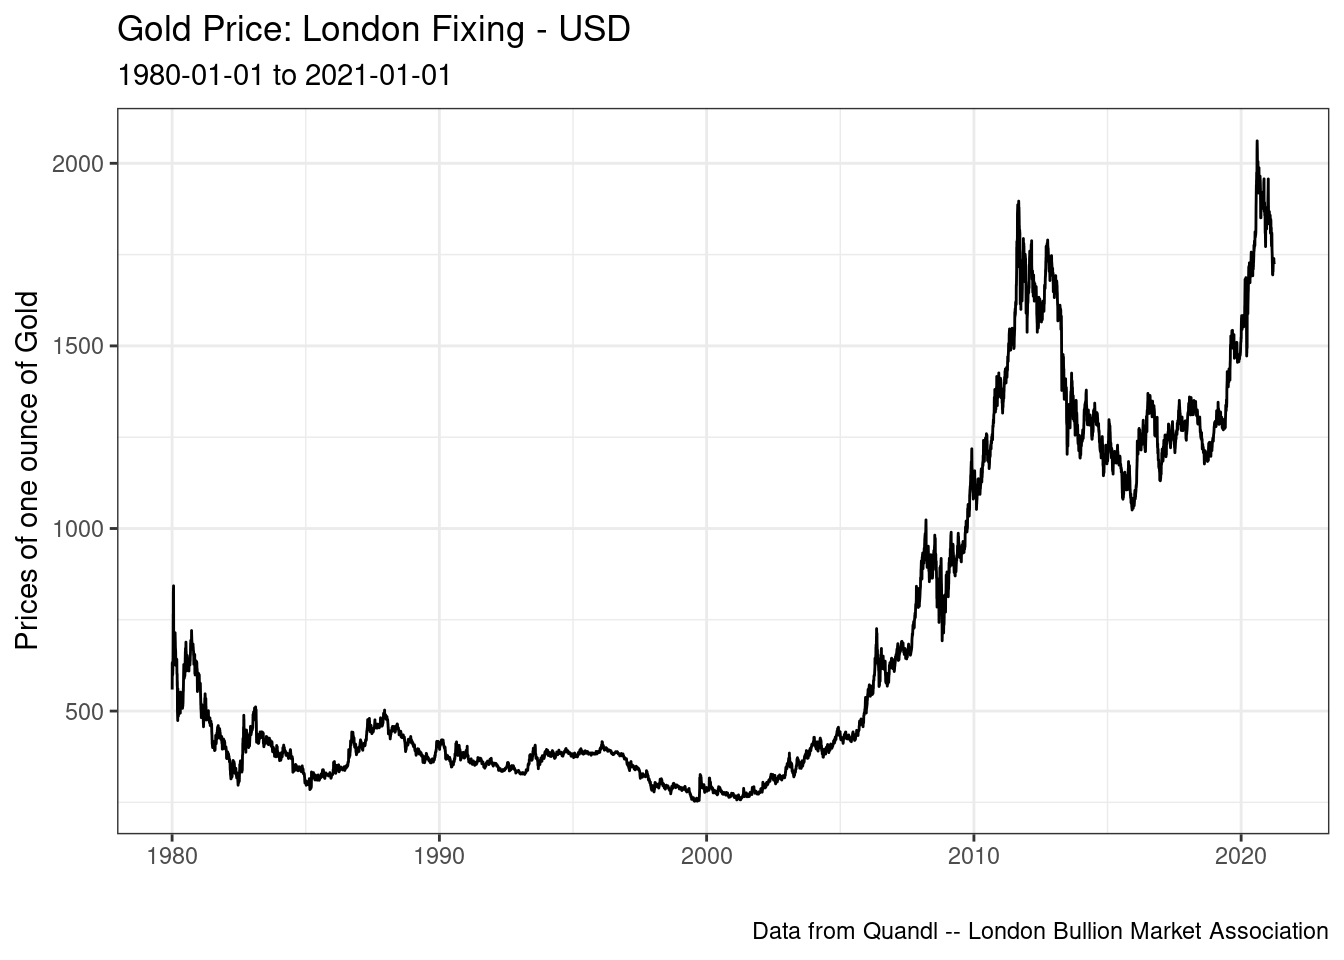 Gold Price: London Fixing - USD
1980-01-01 to 2021-01-01
Prices of one ounce of Gold
2000
1500
1000
500
1980 1990 2000 2010 2020
Data from Quandl -- London Bullion Market Association